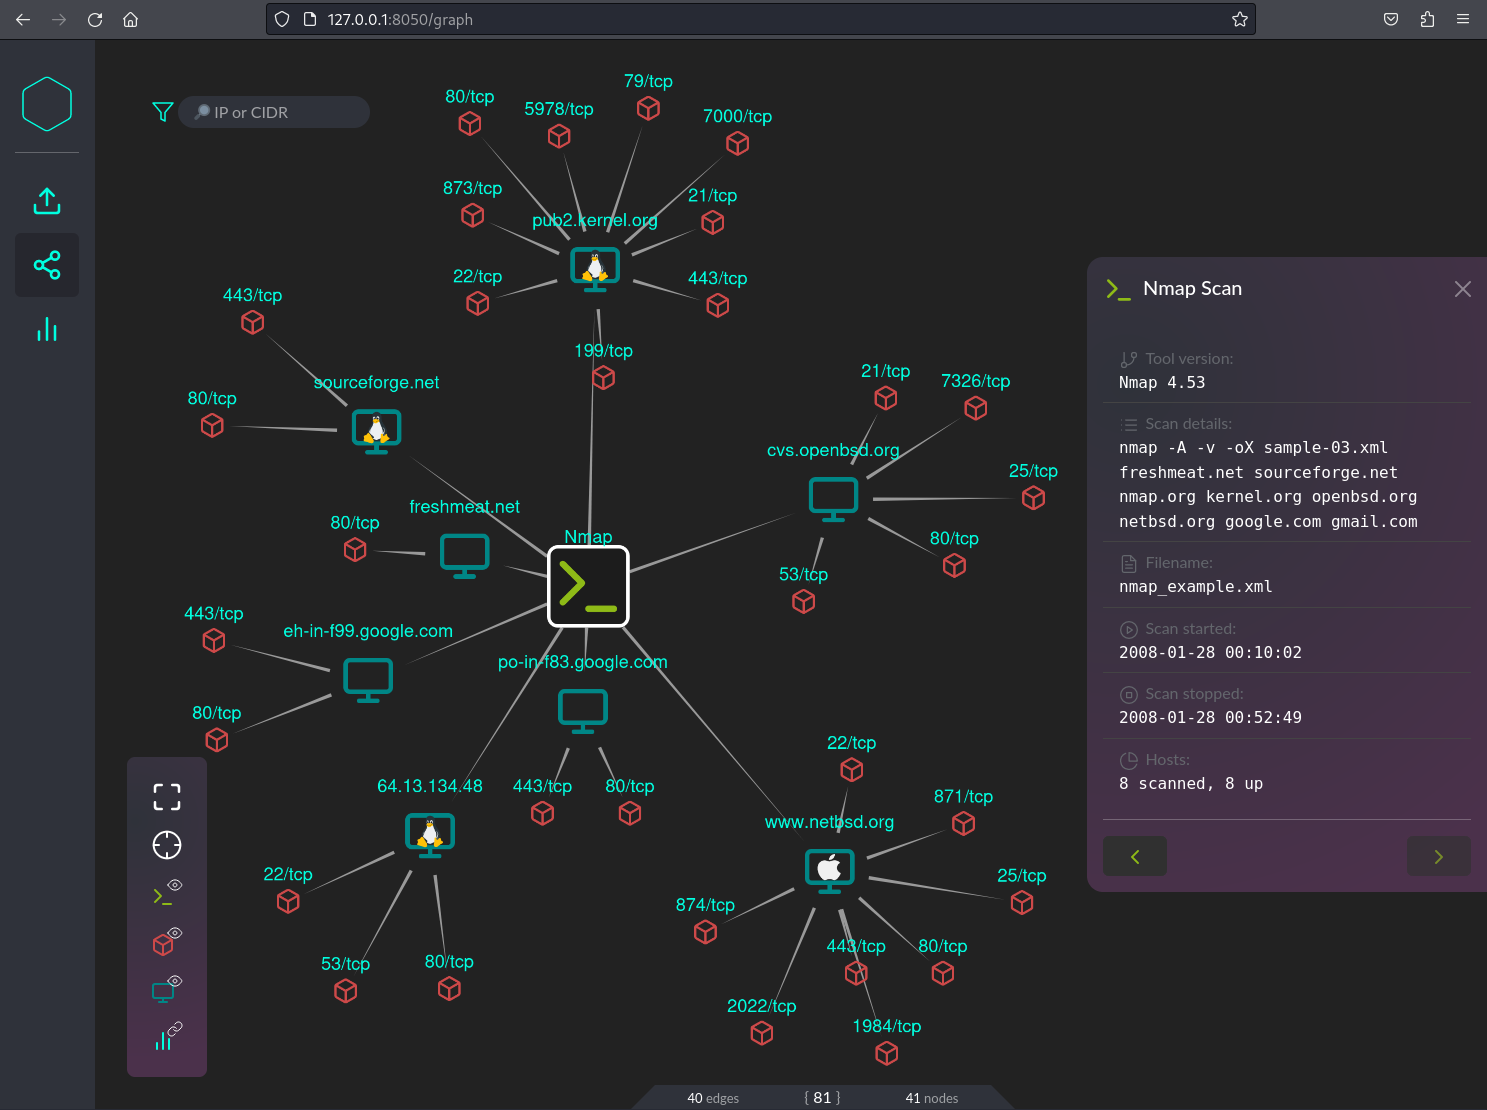 127.0.0.1:8050/graph
IP or CIDR
79/tcp
80/tcp
5978/tcp
7000/tcp
873/tcp
21/tcp
pub2.kernel.org
22/tcp
443/tcp
199/tcp
443/tcp
sourceforge.net
80/tcp
freshmeat.net
80/tcp
Nmap
21/tcp
7326/tcp
cvs.openbsd.org
25/tcp
80/tcp
53/tcp
443/tcp
eh-in-f99.google.com
80/tcp
po-in-f83.google.com
443/tcp
80/tcp
64.13.134.48
22/tcp
53/tcp
80/tcp
22/tcp
871/tcp
www.netbsd.org
25/tcp
874/tcp
443/tcp
80/tcp
2022/tcp
1984/tcp
Nmap Scan
Tool version:
Nmap 4.53
Scan details:
nmap -A -v -oX sample-03.xml
freshmeat.net sourceforge.net
nmap.org kernel.org openbsd.org
netbsd.org google.com gmail.com
Filename:
nmap_example.xml
Scan started:
2008-01-28 00:10:02
Scan stopped:
2008-01-28 00:52:49
Hosts:
8 scanned, 8 up
40 edges { 81 } 41 nodes